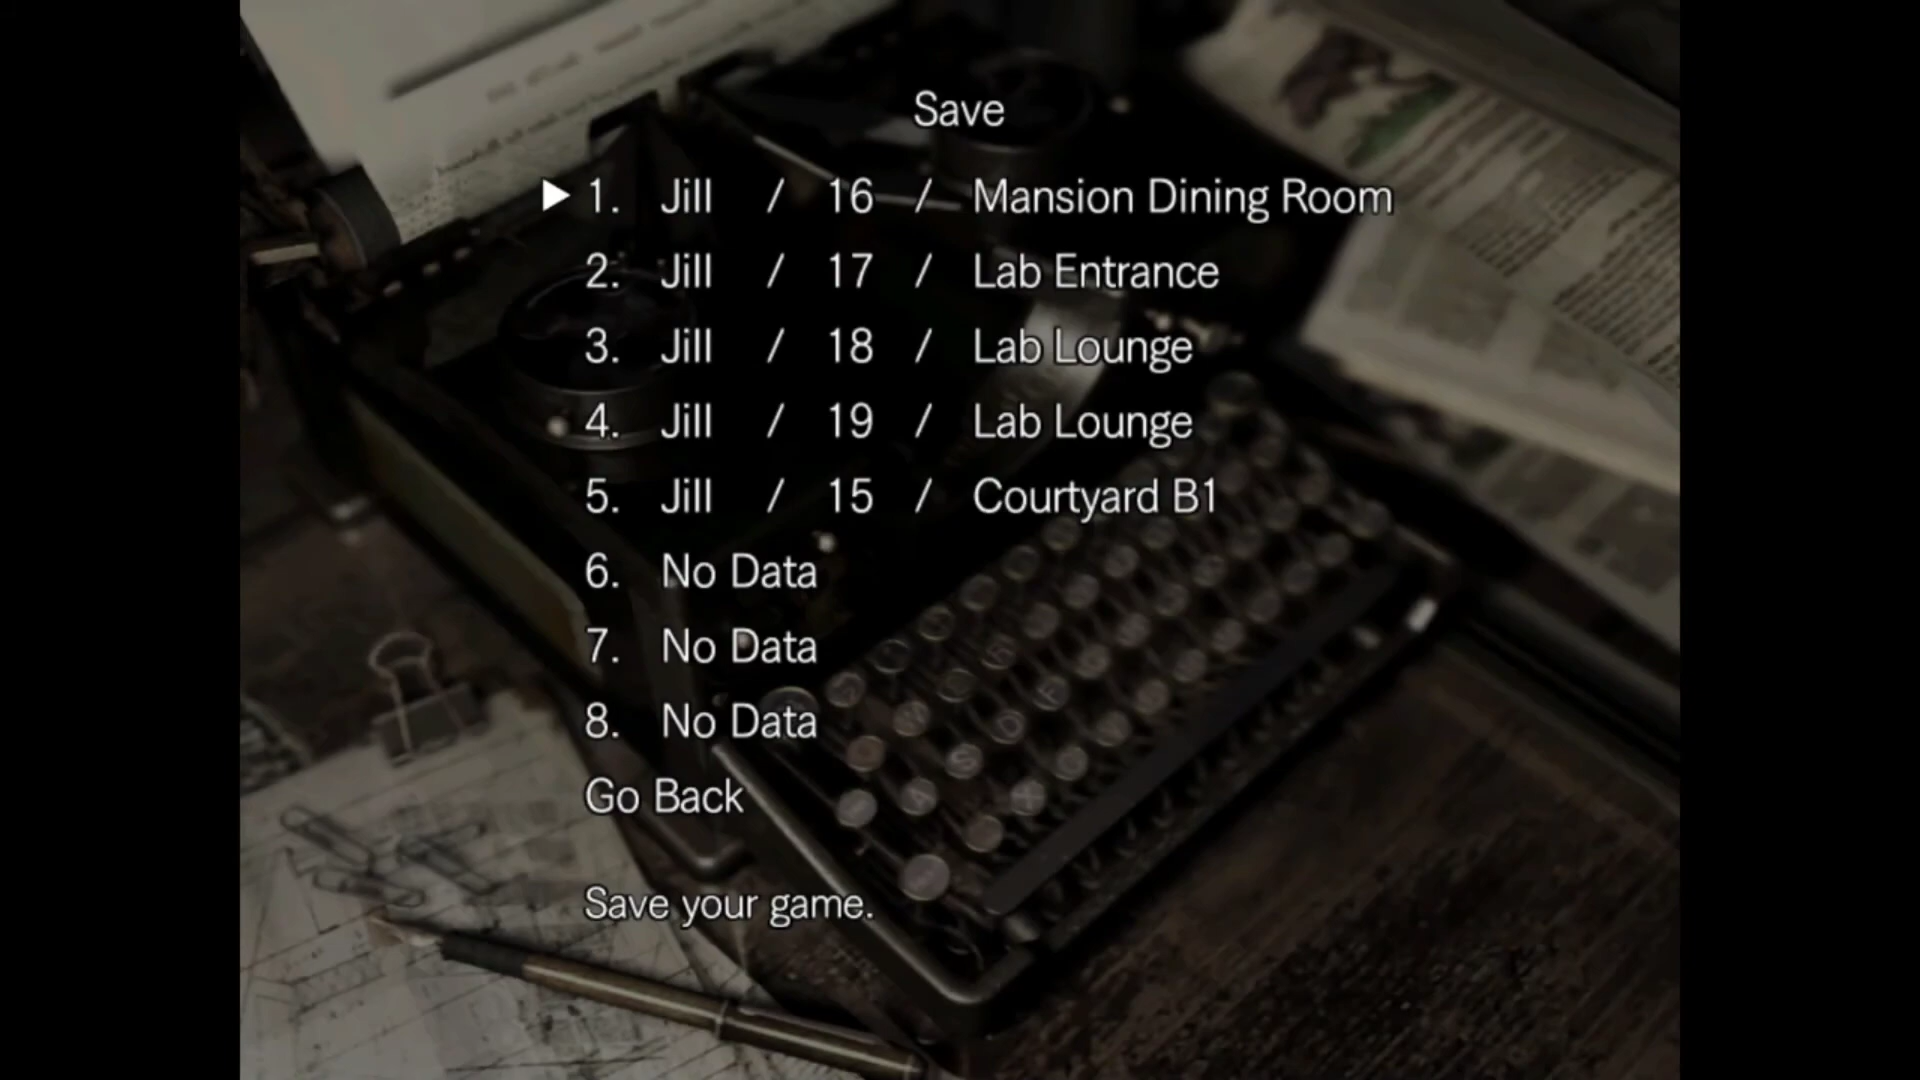 Save
1. Jill / 16 / Mansion Dining Room
2. Jill / 17 / Lab Entrance
3. Jill / 18 / Lab Lounge
4. Jill / 19 / Lab Lounge
5. Jill / 15 / Courtyard B1
6. No Data
7. No Data
8. No Data
Go Back
Save your game.